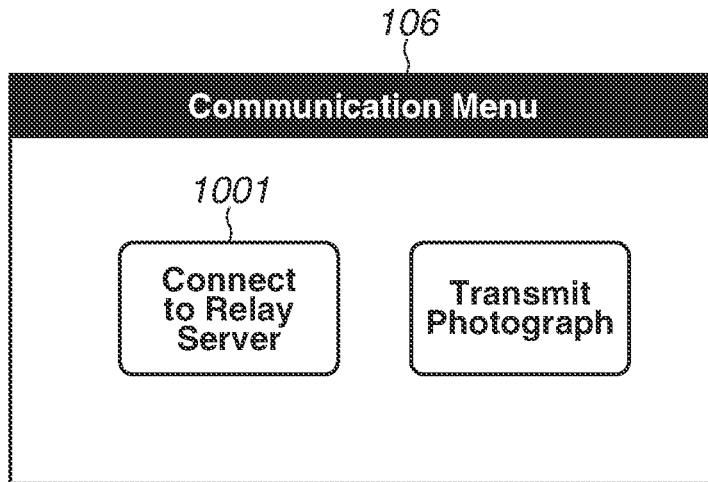 106
Communication Menu
1001
Connect
to Relay
Server
Transmit
Photograph